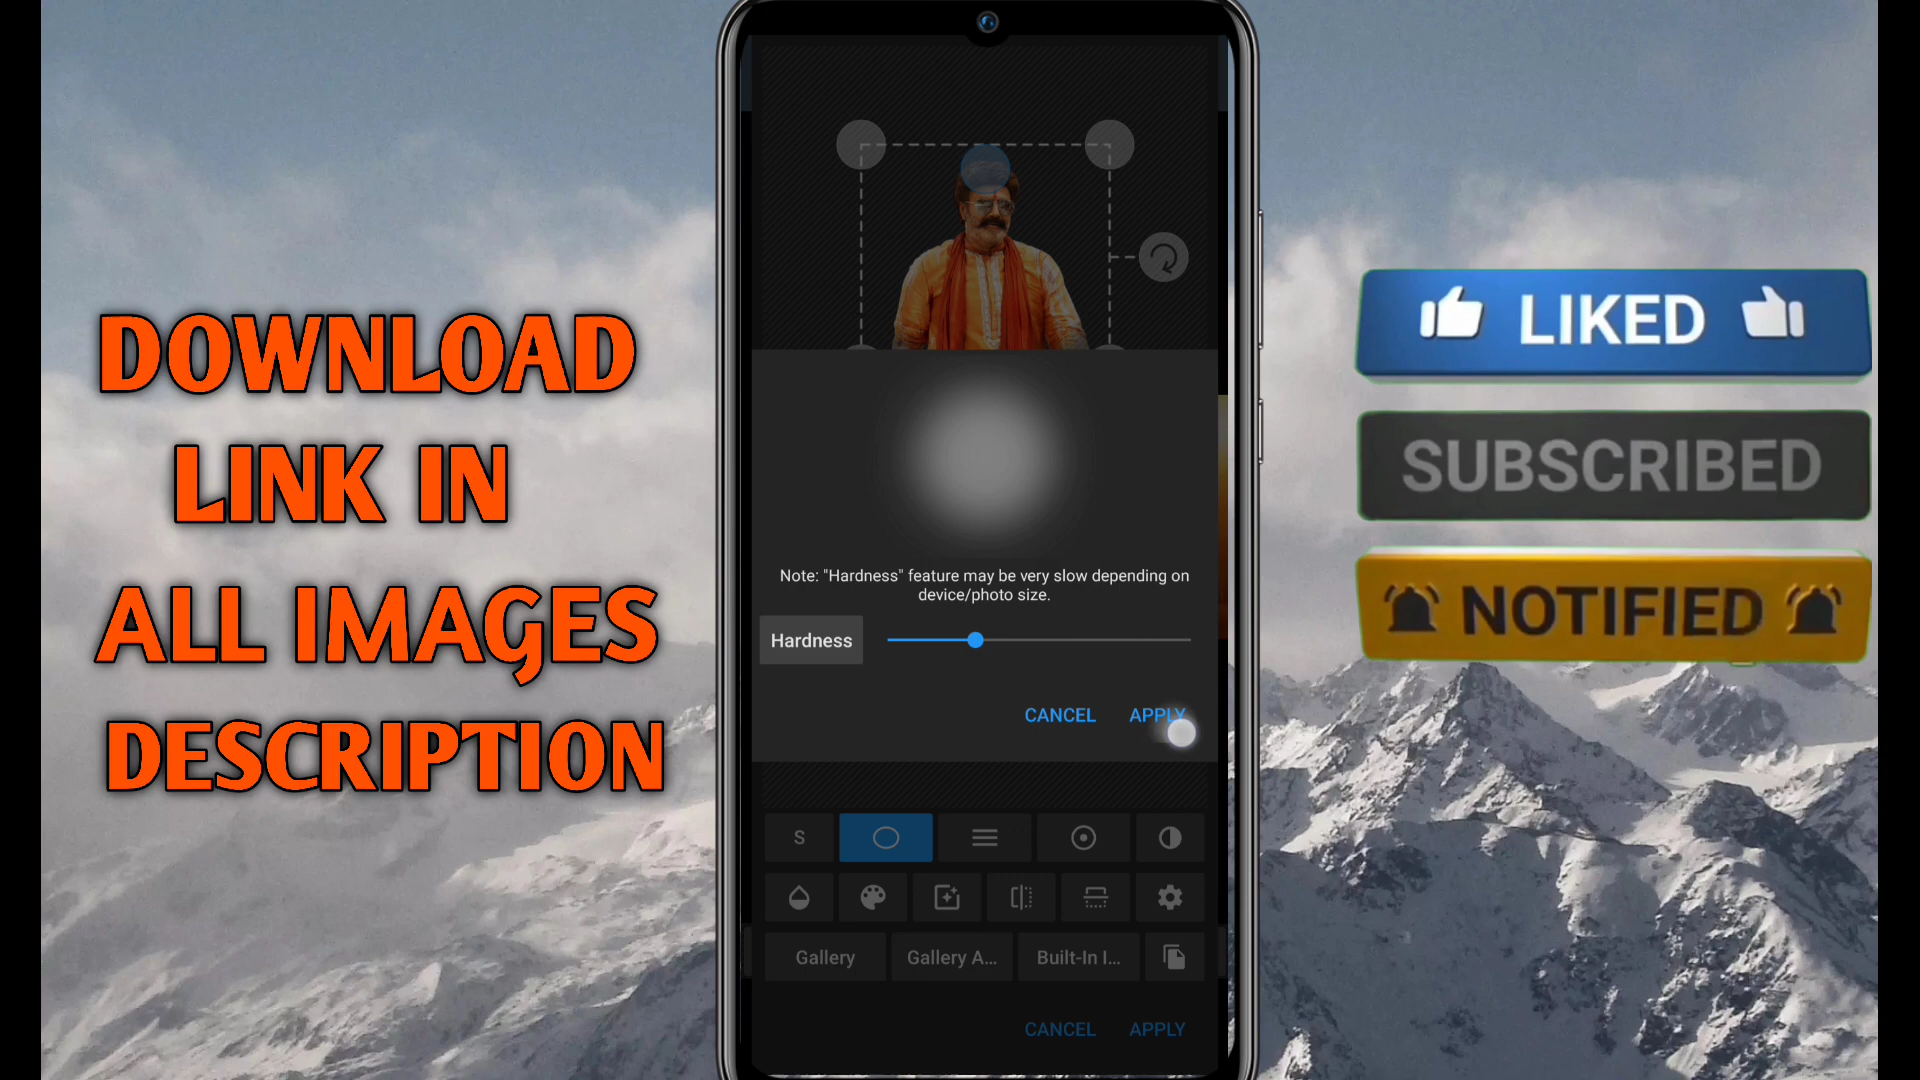 DOWNLOAD
LINK IN
ALL IMAGES
DESCRIPTION
Note: "Hardness" feature may be very slow depending on
device/photo size.
Hardness
CANCEL APPLY
S
Gallery Gallery A... Built-In I...
CANCEL APPLY
LIKED
SUBSCRIBED
NOTIFIED